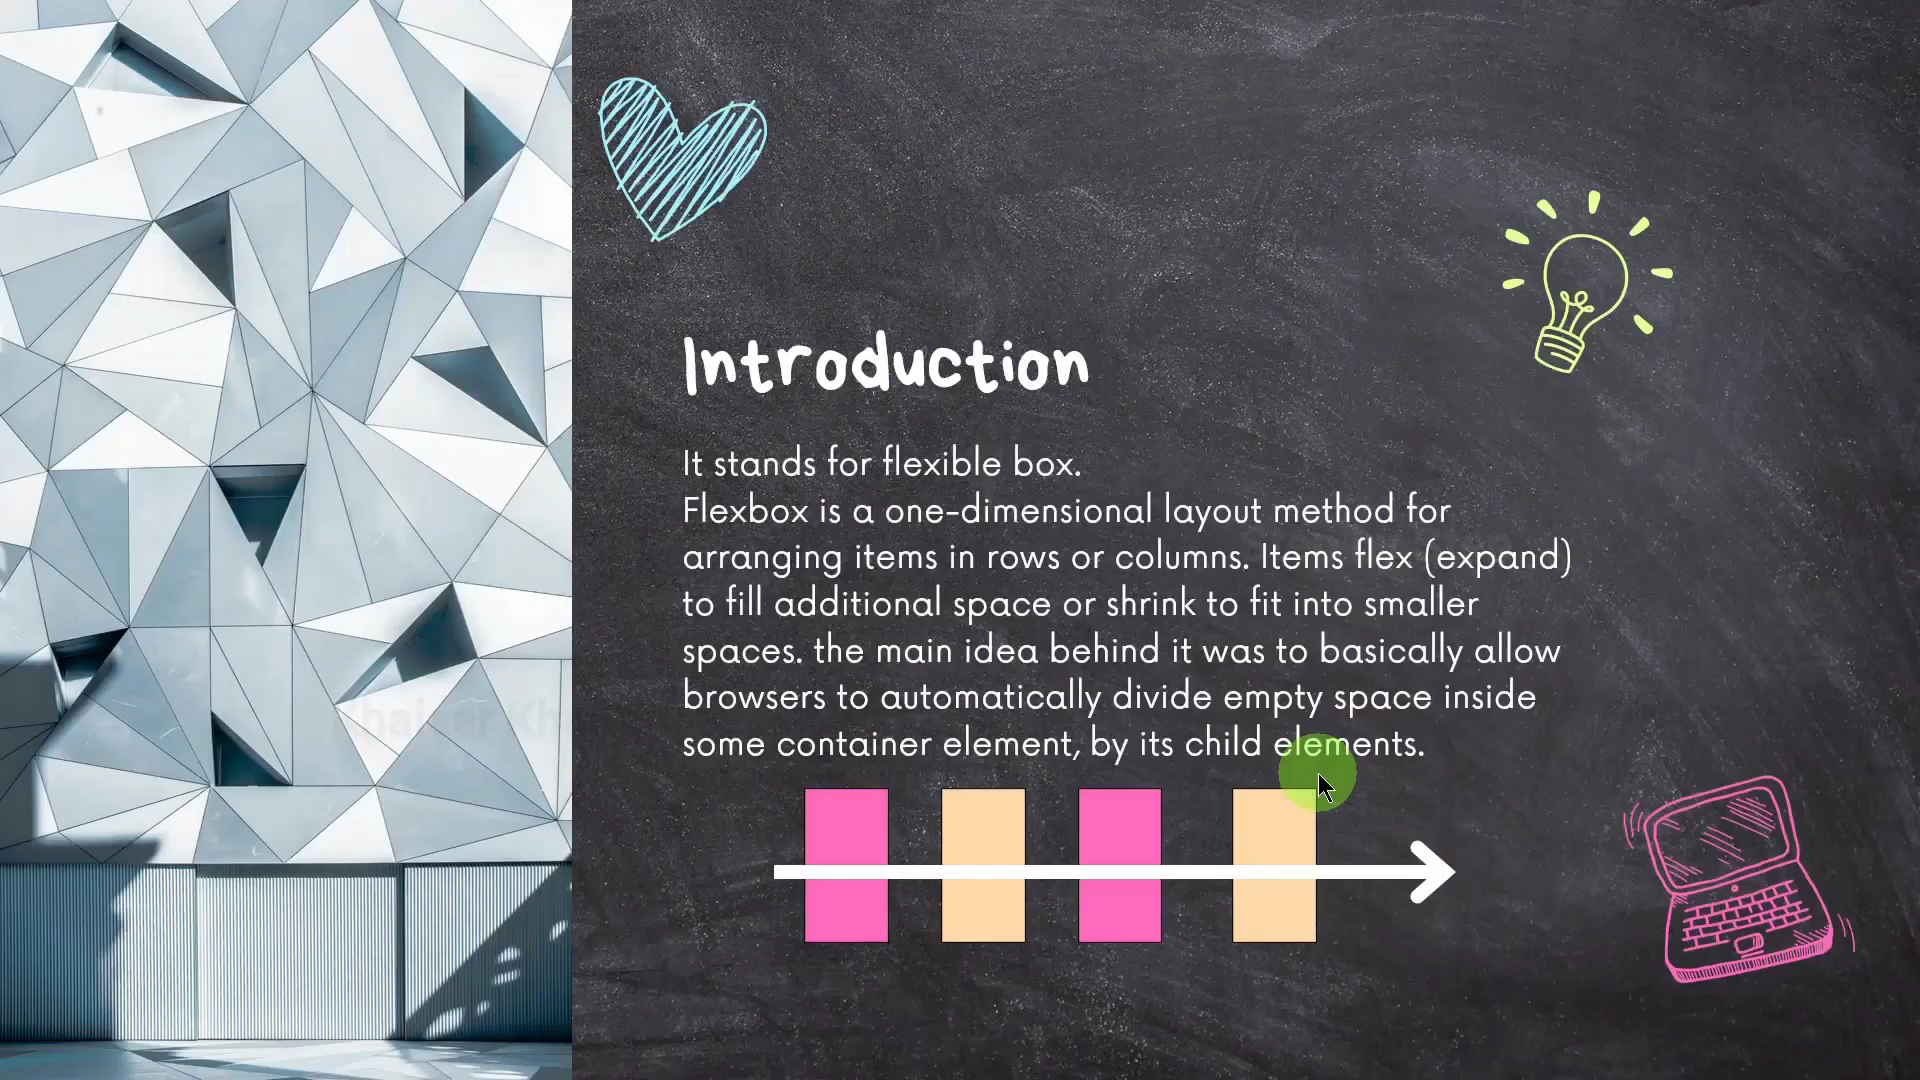 Introduction
It stands for flexible box.
Flexbox is a one-dimensional layout method for
arranging items in rows or columns. Items flex (expand)
to fill additional space or shrink to fit into smaller
spaces. the main idea behind it was to basically allow
browsers to automatically divide empty space inside
some container element, by its child elements.